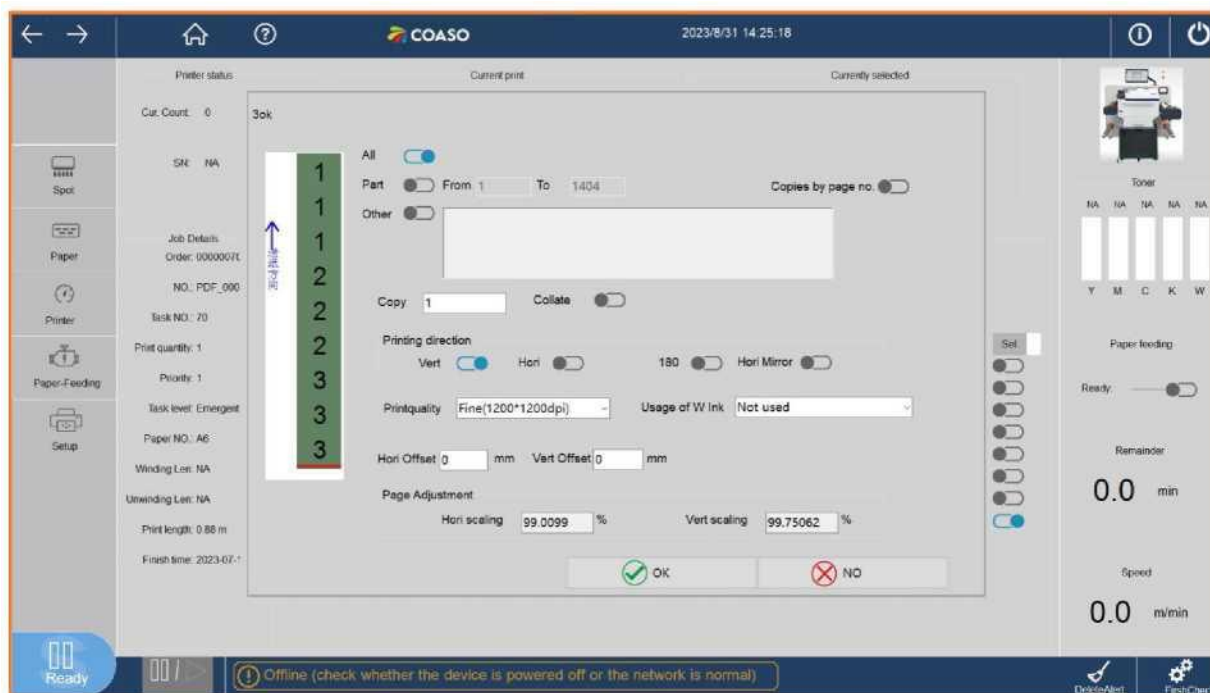 COASO
2023/8/31 14:25:18
Printer status
Current print
Currently selected
Cur. Count: 0
SN: NA
Spot
Paper
Printer
Paper-Feeding
Setup
Job Details
Order: 0000007(
NO.: PDF_000
Task NO.: 70
Print quantity: 1
Priority: 1
Task level: Emergent
Paper NO.: A6
Winding Len: NA
Unwinding Len: NA
Print length: 0.88 m
Finish time: 2023-07-
3ok
1
1
1
2
2
2
3
3
3
All
Part From 1 To 1404 Copies by page no.
Other
Copy 1 Collate
Printing direction
Vert Hori 180 Hori Mirror
Printquality Fine(1200*1200dpi) Usage of W Ink Not used
Hori Offset 0 mm Vert Offset 0 mm
Page Adjustment
Hori scaling 99.0099 % Vert scaling 99.75062 %
OK NO
Sel.
Toner
NA NA NA NA NA
Y M C K W
Paper feeding
Ready:
Remainder
0.0 min
Speed
0.0 m/min
Ready
Offline (check whether the device is powered off or the network is normal)
DeleteAlert